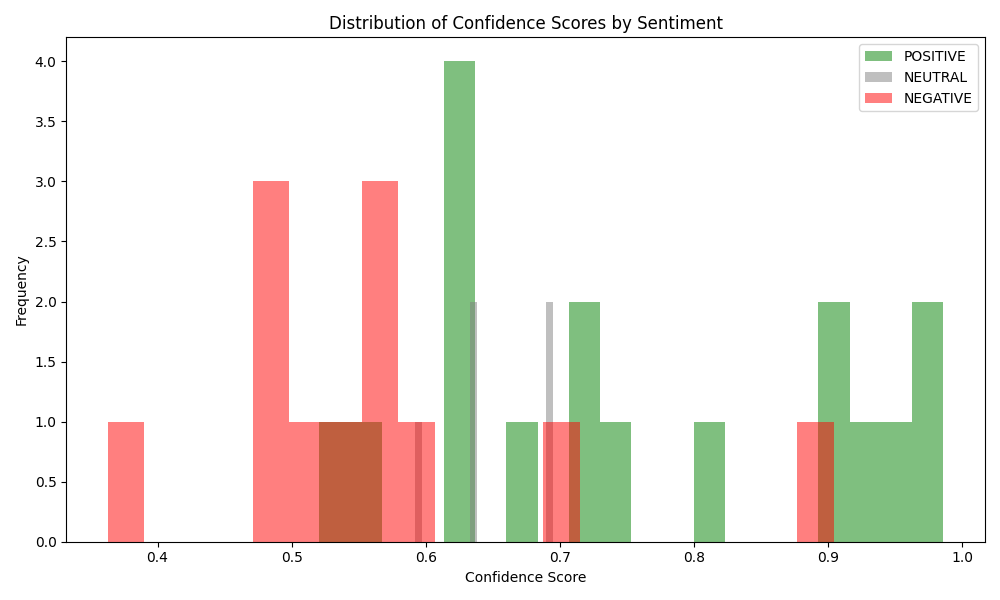 Distribution of Confidence Scores by Sentiment
POSITIVE
NEUTRAL
NEGATIVE
Frequency
4.0
3.5
3.0
2.5
2.0
1.5
1.0
0.5
0.0
0.4 0.5 0.6 0.7 0.8 0.9 1.0
Confidence Score